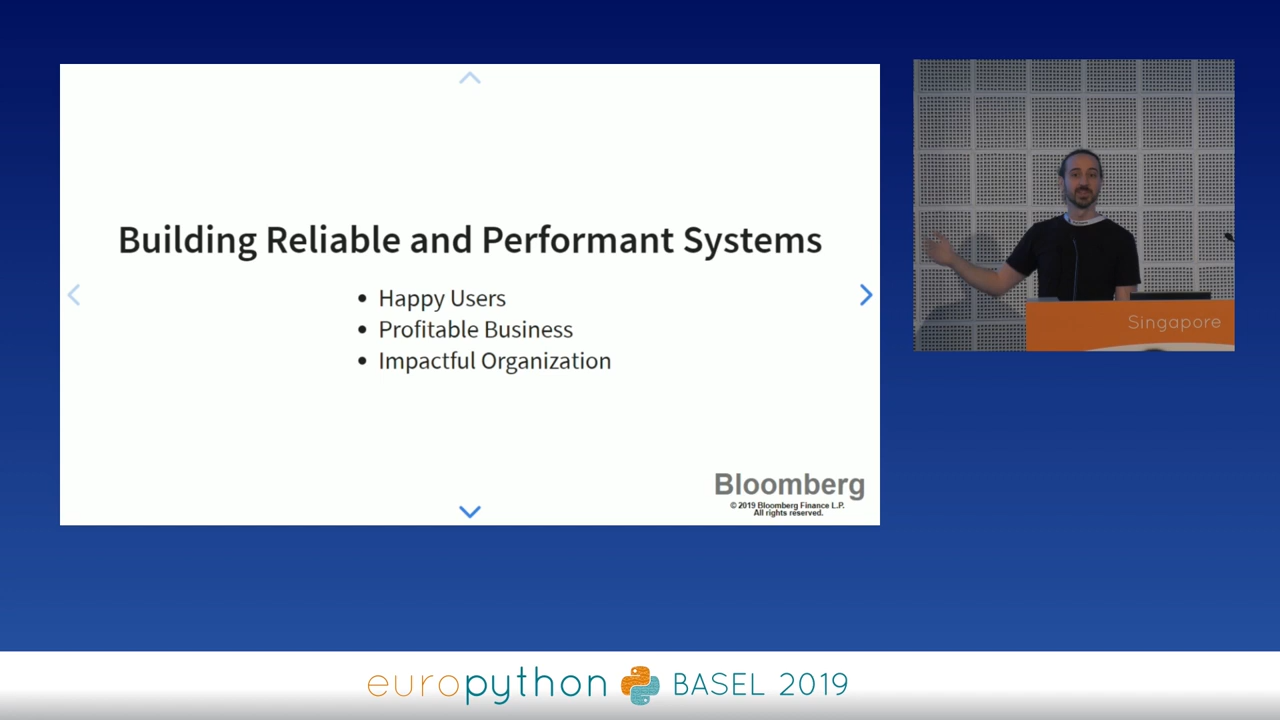 Building Reliable and Performant Systems
Happy Users
Profitable Business
Impactful Organization
Bloomberg
© 2019 Bloomberg Finance L.P.
All rights reserved.
Singapore
europython BASEL 2019